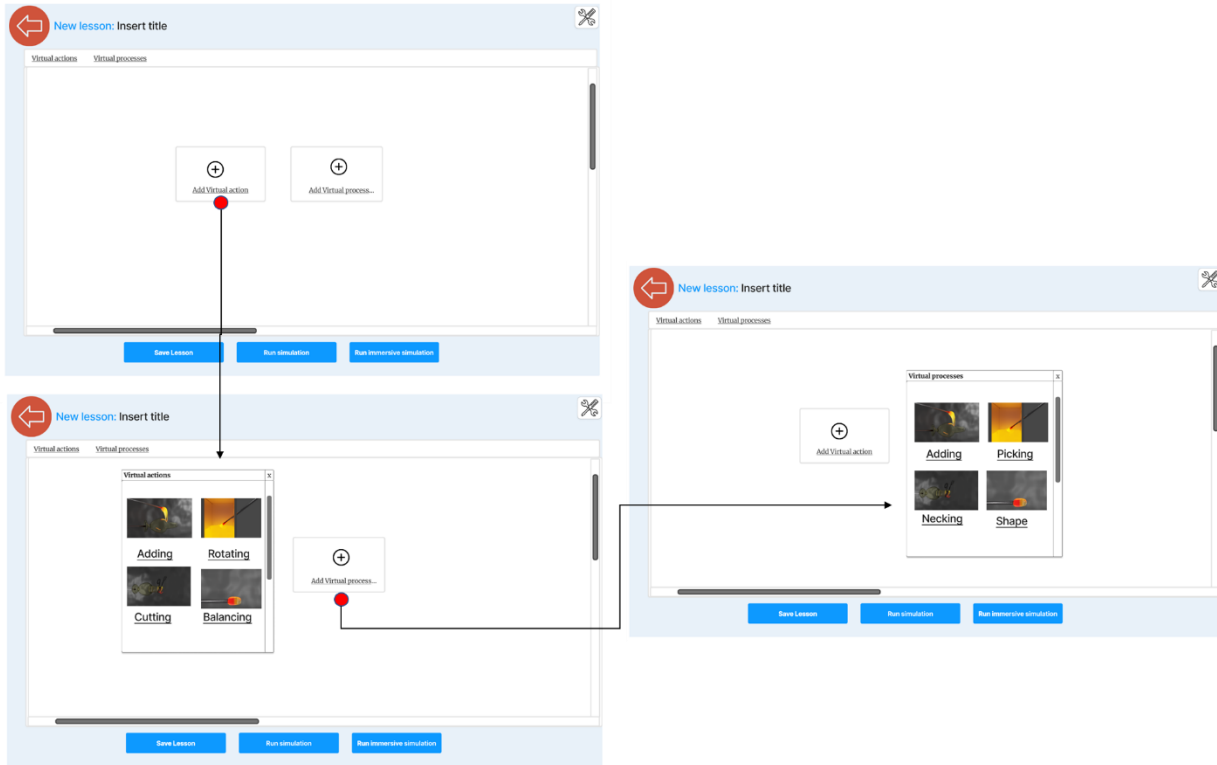 New lesson: Insert title
Virtual actions Virtual processes
Add Virtual action Add Virtual process...
Save Lesson Run simulation Run immersive simulation
New lesson: Insert title
Virtual actions Virtual processes
Virtual actions x
Adding Rotating
Cutting Balancing
Add Virtual process...
Save Lesson Run simulation Run immersive simulation
New lesson: Insert title
Virtual actions Virtual processes
Virtual processes x
Add Virtual action
Adding Picking
Necking Shape
Save Lesson Run simulation Run immersive simulation